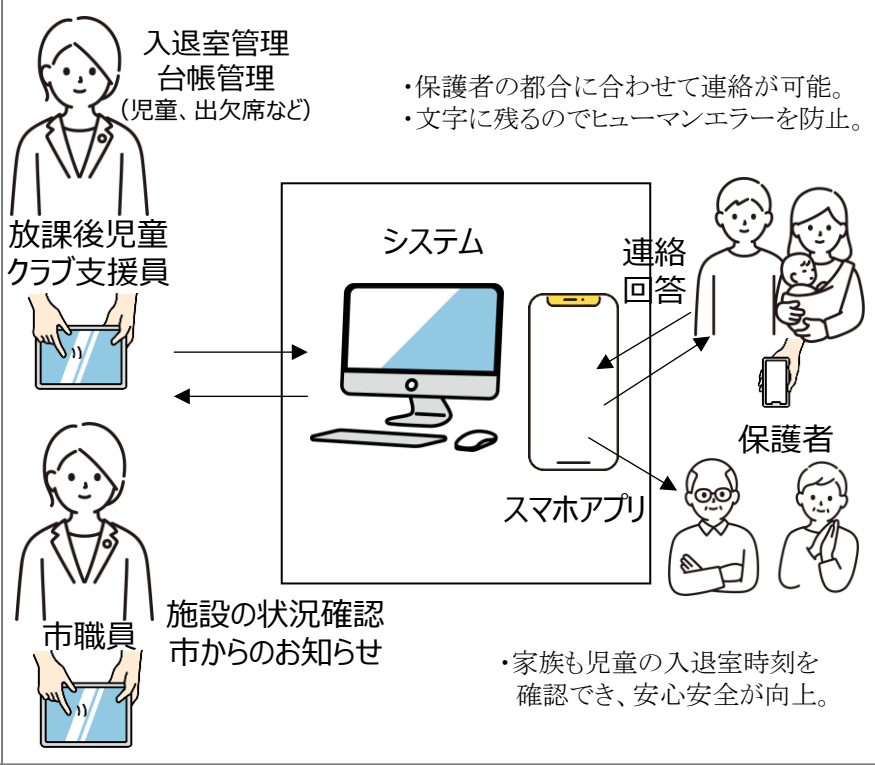 入退室管理
台帳管理
（児童、出欠席など）
・保護者の都合に合わせて連絡が可能。
・文字に残るのでヒューマンエラーを防止。
放課後児童
クラブ支援員
システム
連絡
回答
保護者
スマホアプリ
市職員
施設の状況確認
市からのお知らせ
・家族も児童の入退室時刻を
確認でき、安心安全が向上。